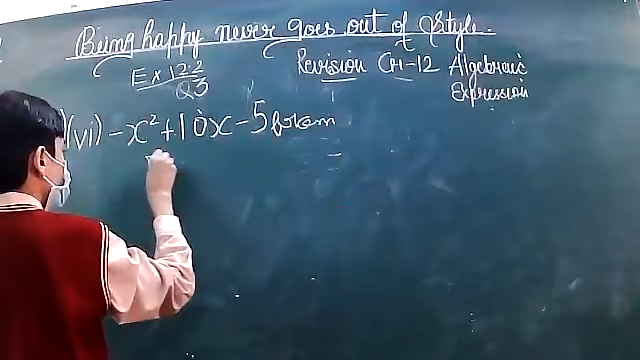 Being happy never goes out of Style.
Ex 12.2
Q3
Revision CH-12 Algebraic
Expression
(vi) -x²+10x-5 from